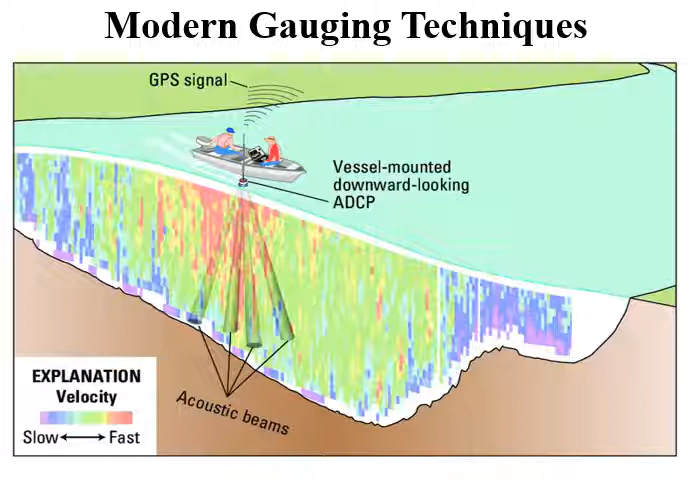 Modern Gauging Techniques
GPS signal
Vessel-mounted
downward-looking
ADCP
EXPLANATION
Velocity
Slow
Fast
Acoustic beams